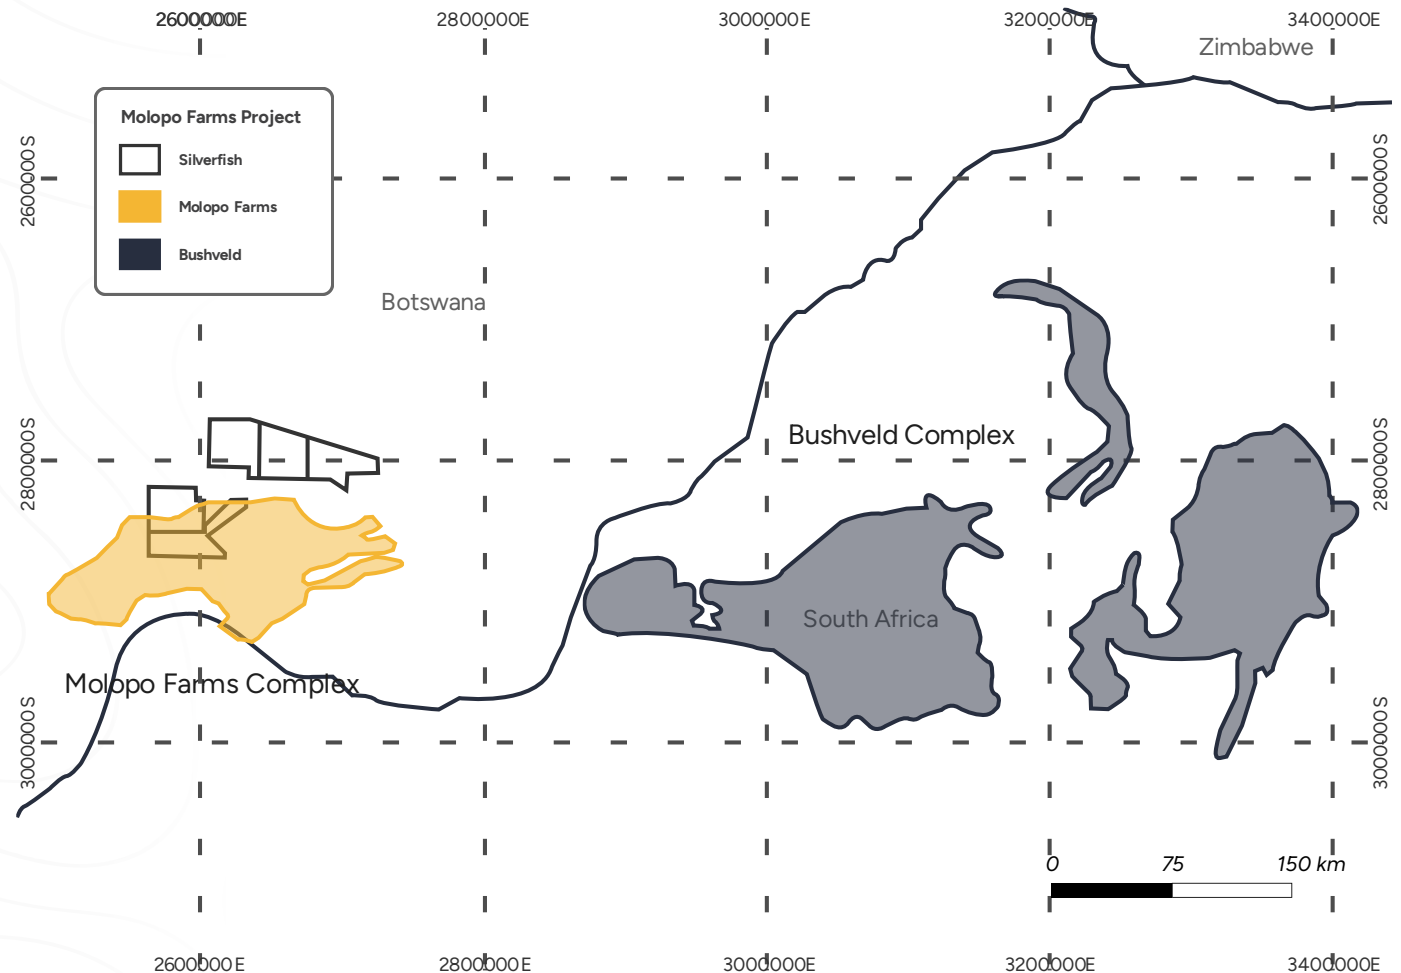 2600000E 2800000E 3000000E 3200000E 3400000E
Zimbabwe
Molopo Farms Project
Silverfish
Molopo Farms
Bushveld
2600000S 2600000S
Botswana
Bushveld Complex
2800000S 2800000S
South Africa
Molopo Farms Complex
3000000S 3000000S
0 75 150 km
2600000E 2800000E 3000000E 3200000E 3400000E